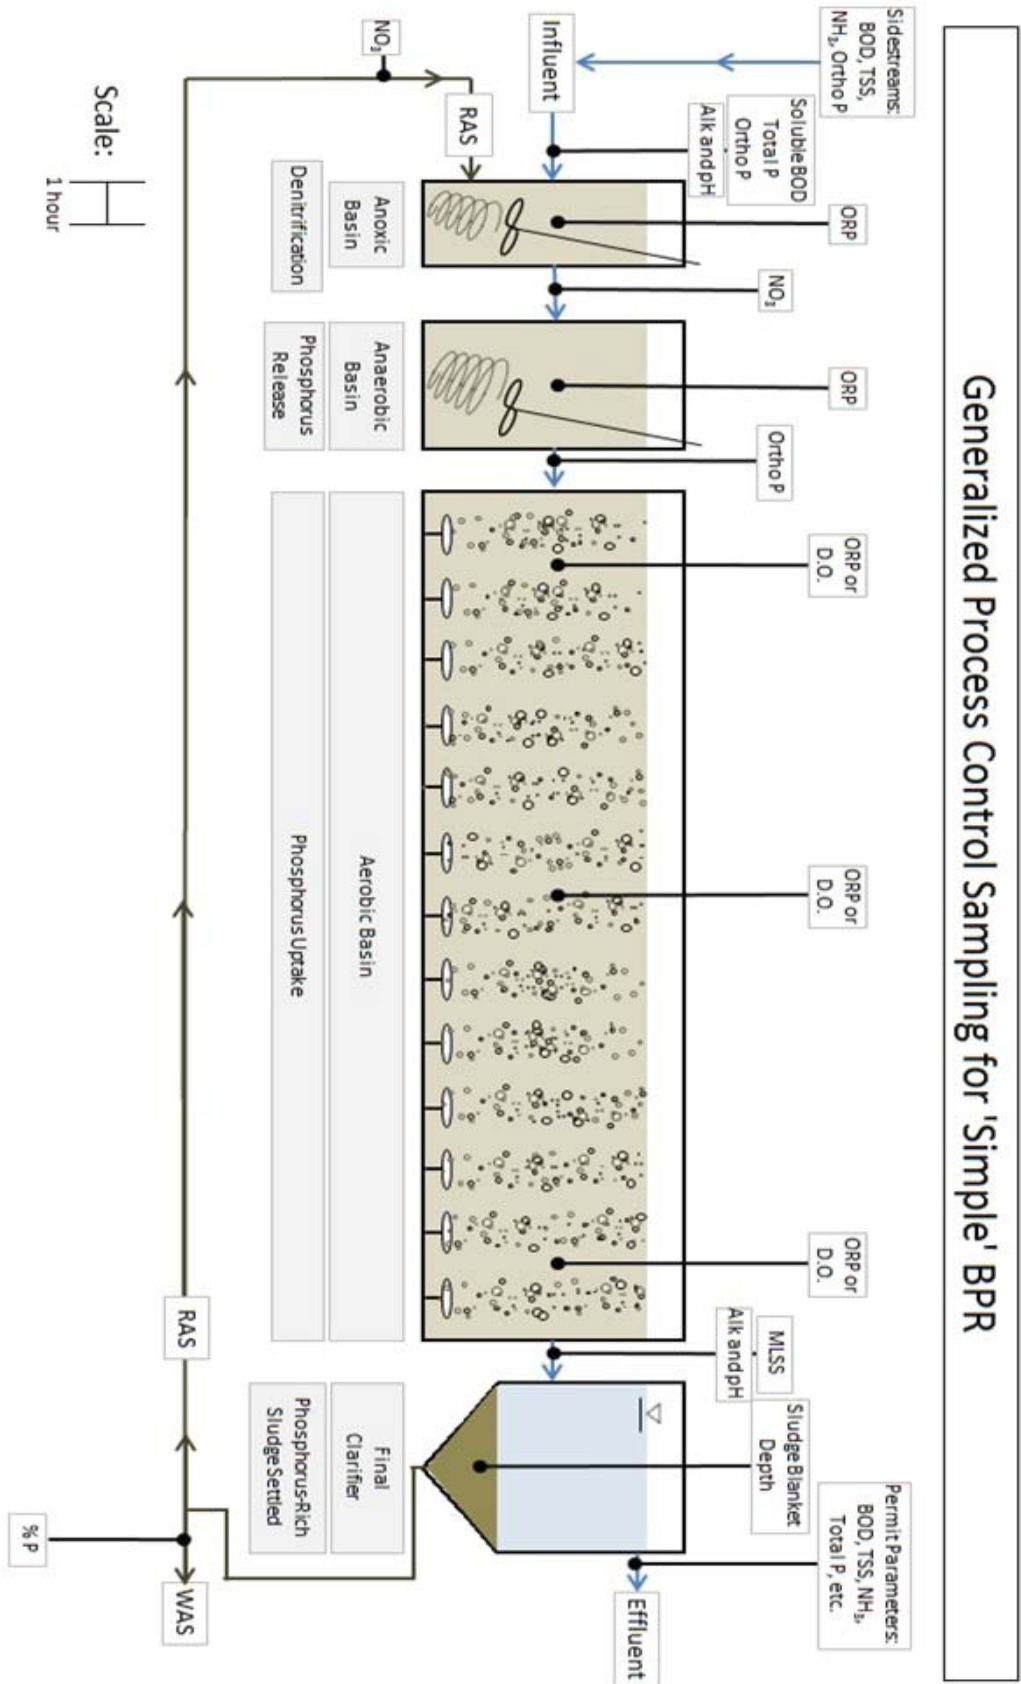 Generalized Process Control Sampling for 'Simple' BPR
Sidestreams:
BOD, TSS,
NH₃, Ortho P
Influent
Soluble BOD
Total P
Ortho P
Alk and pH
ORP
NO₃
ORP
Ortho P
ORP or
D.O.
ORP or
D.O.
ORP or
D.O.
MLSS
Alk and pH
Sludge Blanket
Depth
Permit Parameters:
BOD, TSS, NH₃,
Total P, etc.
Effluent
NO₃
RAS
Anoxic
Basin
Denitrification
Anaerobic
Basin
Phosphorus
Release
Aerobic Basin
Phosphorus Uptake
Final
Clarifier
Phosphorus-Rich
Sludge Settled
RAS
WAS
% P
Scale:
1 hour